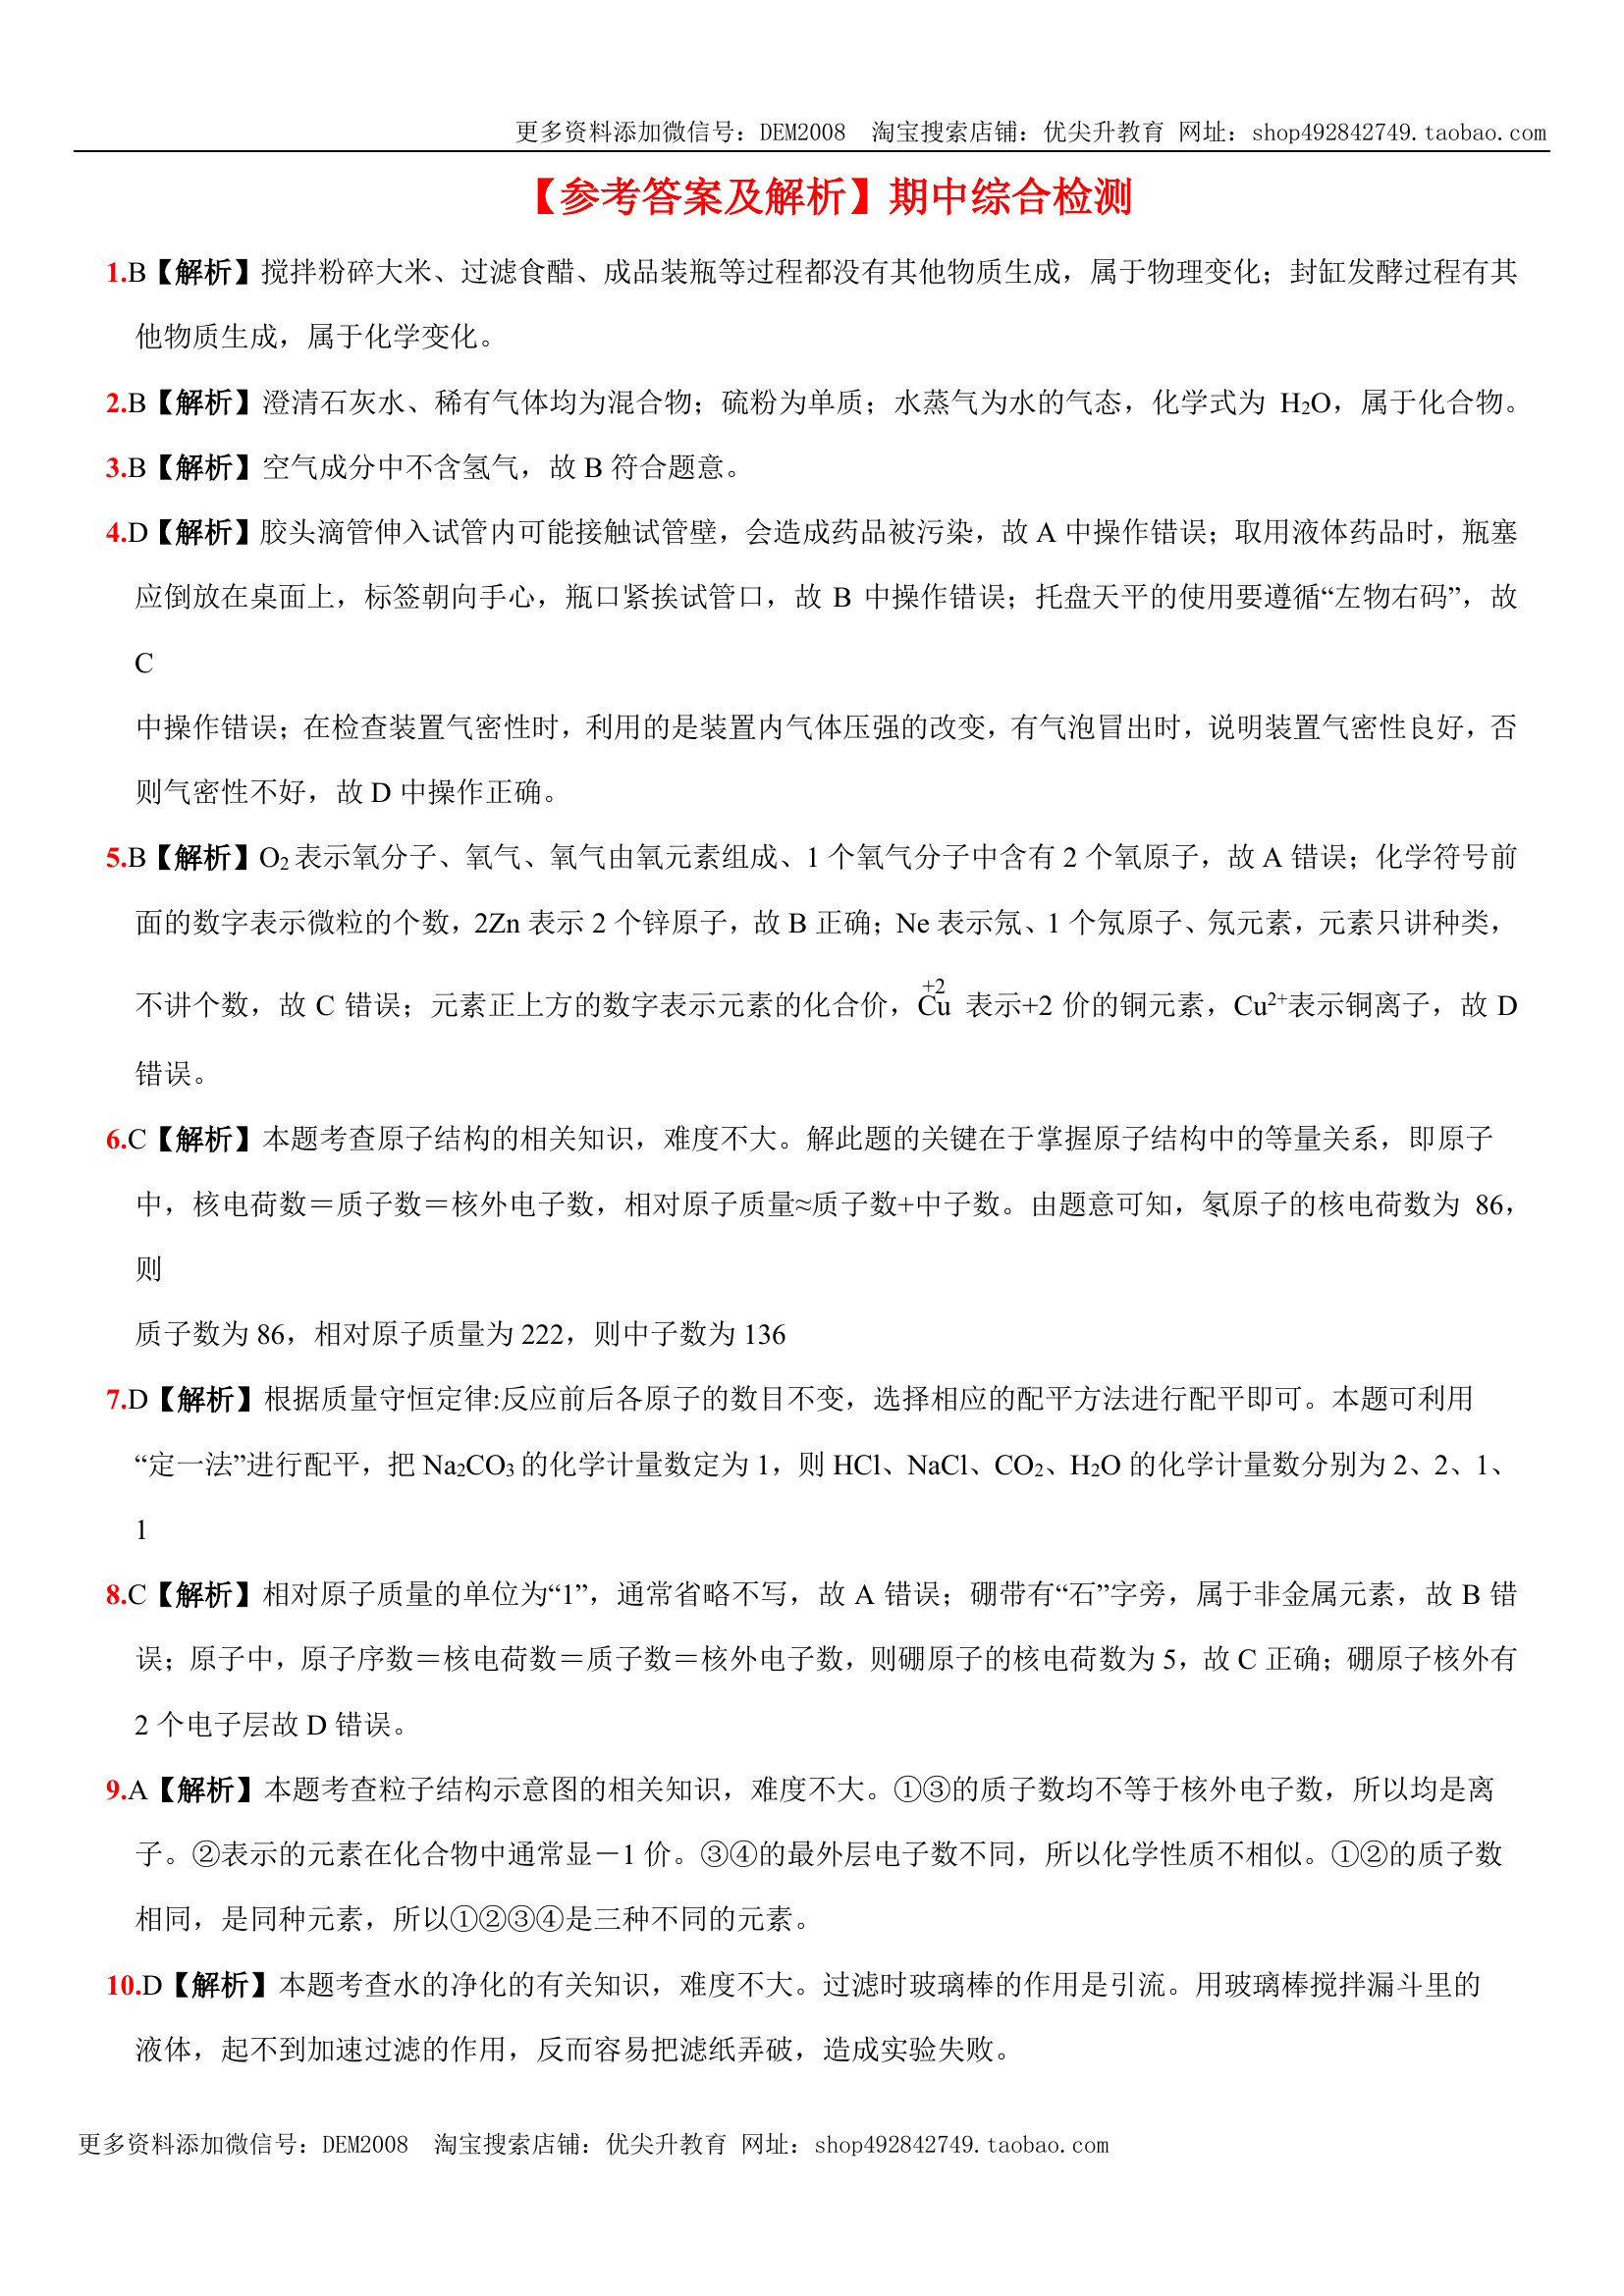 更多资料添加微信号：DEM2008 淘宝搜索店铺：优尖升教育 网址：shop492842749.taobao.com
【参考答案及解析】期中综合检测
1.B【解析】搅拌粉碎大米、过滤食醋、成品装瓶等过程都没有其他物质生成，属于物理变化；封缸发酵过程有其
他物质生成，属于化学变化。
2.B【解析】澄清石灰水、稀有气体均为混合物；硫粉为单质；水蒸气为水的气态，化学式为 H₂O，属于化合物。
3.B【解析】空气成分中不含氢气，故 B 符合题意。
4.D【解析】胶头滴管伸入试管内可能接触试管壁，会造成药品被污染，故 A 中操作错误；取用液体药品时，瓶塞
应倒放在桌面上，标签朝向手心，瓶口紧挨试管口，故 B 中操作错误；托盘天平的使用要遵循“左物右码”，故
C
中操作错误；在检查装置气密性时，利用的是装置内气体压强的改变，有气泡冒出时，说明装置气密性良好，否
则气密性不好，故 D 中操作正确。
5.B【解析】O₂ 表示氧分子、氧气、氧气由氧元素组成、1 个氧气分子中含有 2 个氧原子，故 A 错误；化学符号前
面的数字表示微粒的个数，2Zn 表示 2 个锌原子，故 B 正确；Ne 表示氖、1 个氖原子、氖元素，元素只讲种类，
+2
不讲个数，故 C 错误；元素正上方的数字表示元素的化合价，Cu 表示+2 价的铜元素，Cu²⁺表示铜离子，故 D
错误。
6.C【解析】本题考查原子结构的相关知识，难度不大。解此题的关键在于掌握原子结构中的等量关系，即原子
中，核电荷数＝质子数＝核外电子数，相对原子质量≈质子数+中子数。由题意可知，氡原子的核电荷数为 86，
则
质子数为 86，相对原子质量为 222，则中子数为 136
7.D【解析】根据质量守恒定律:反应前后各原子的数目不变，选择相应的配平方法进行配平即可。本题可利用
“定一法”进行配平，把 Na₂CO₃ 的化学计量数定为 1，则 HCl、NaCl、CO₂、H₂O 的化学计量数分别为 2、2、1、
1
8.C【解析】相对原子质量的单位为“1”，通常省略不写，故 A 错误；硼带有“石”字旁，属于非金属元素，故 B 错
误；原子中，原子序数＝核电荷数＝质子数＝核外电子数，则硼原子的核电荷数为 5，故 C 正确；硼原子核外有
2 个电子层故 D 错误。
9.A【解析】本题考查粒子结构示意图的相关知识，难度不大。①③的质子数均不等于核外电子数，所以均是离
子。②表示的元素在化合物中通常显－1 价。③④的最外层电子数不同，所以化学性质不相似。①②的质子数
相同，是同种元素，所以①②③④是三种不同的元素。
10.D【解析】本题考查水的净化的有关知识，难度不大。过滤时玻璃棒的作用是引流。用玻璃棒搅拌漏斗里的
液体，起不到加速过滤的作用，反而容易把滤纸弄破，造成实验失败。
更多资料添加微信号：DEM2008 淘宝搜索店铺：优尖升教育 网址：shop492842749.taobao.com